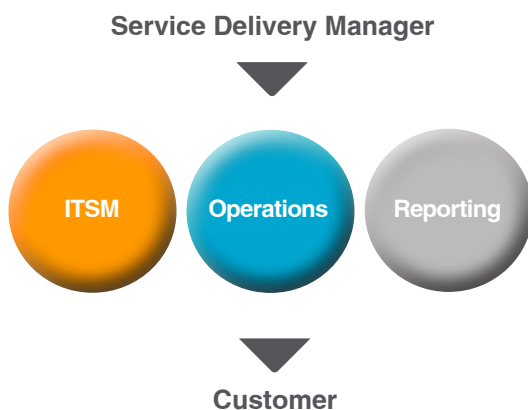 Service Delivery Manager
ITSM
Operations
Reporting
Customer